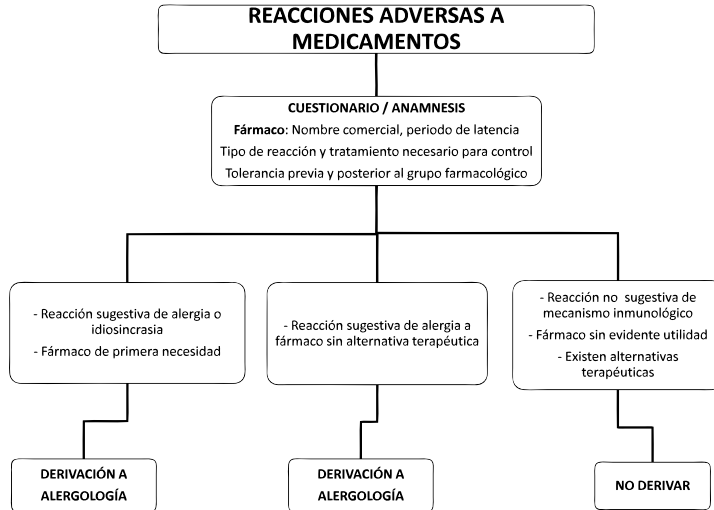 REACCIONES ADVERSAS A
MEDICAMENTOS
CUESTIONARIO / ANAMNESIS
Fármaco: Nombre comercial, periodo de latencia
Tipo de reacción y tratamiento necesario para control
Tolerancia previa y posterior al grupo farmacológico
- Reacción sugestiva de alergia o
idiosincrasia
- Fármaco de primera necesidad
- Reacción sugestiva de alergia a
fármaco sin alternativa terapéutica
- Reacción no sugestiva de
mecanismo inmunológico
- Fármaco sin evidente utilidad
- Existen alternativas
terapéuticas
DERIVACIÓN A
ALERGOLOGÍA
DERIVACIÓN A
ALERGOLOGÍA
NO DERIVAR